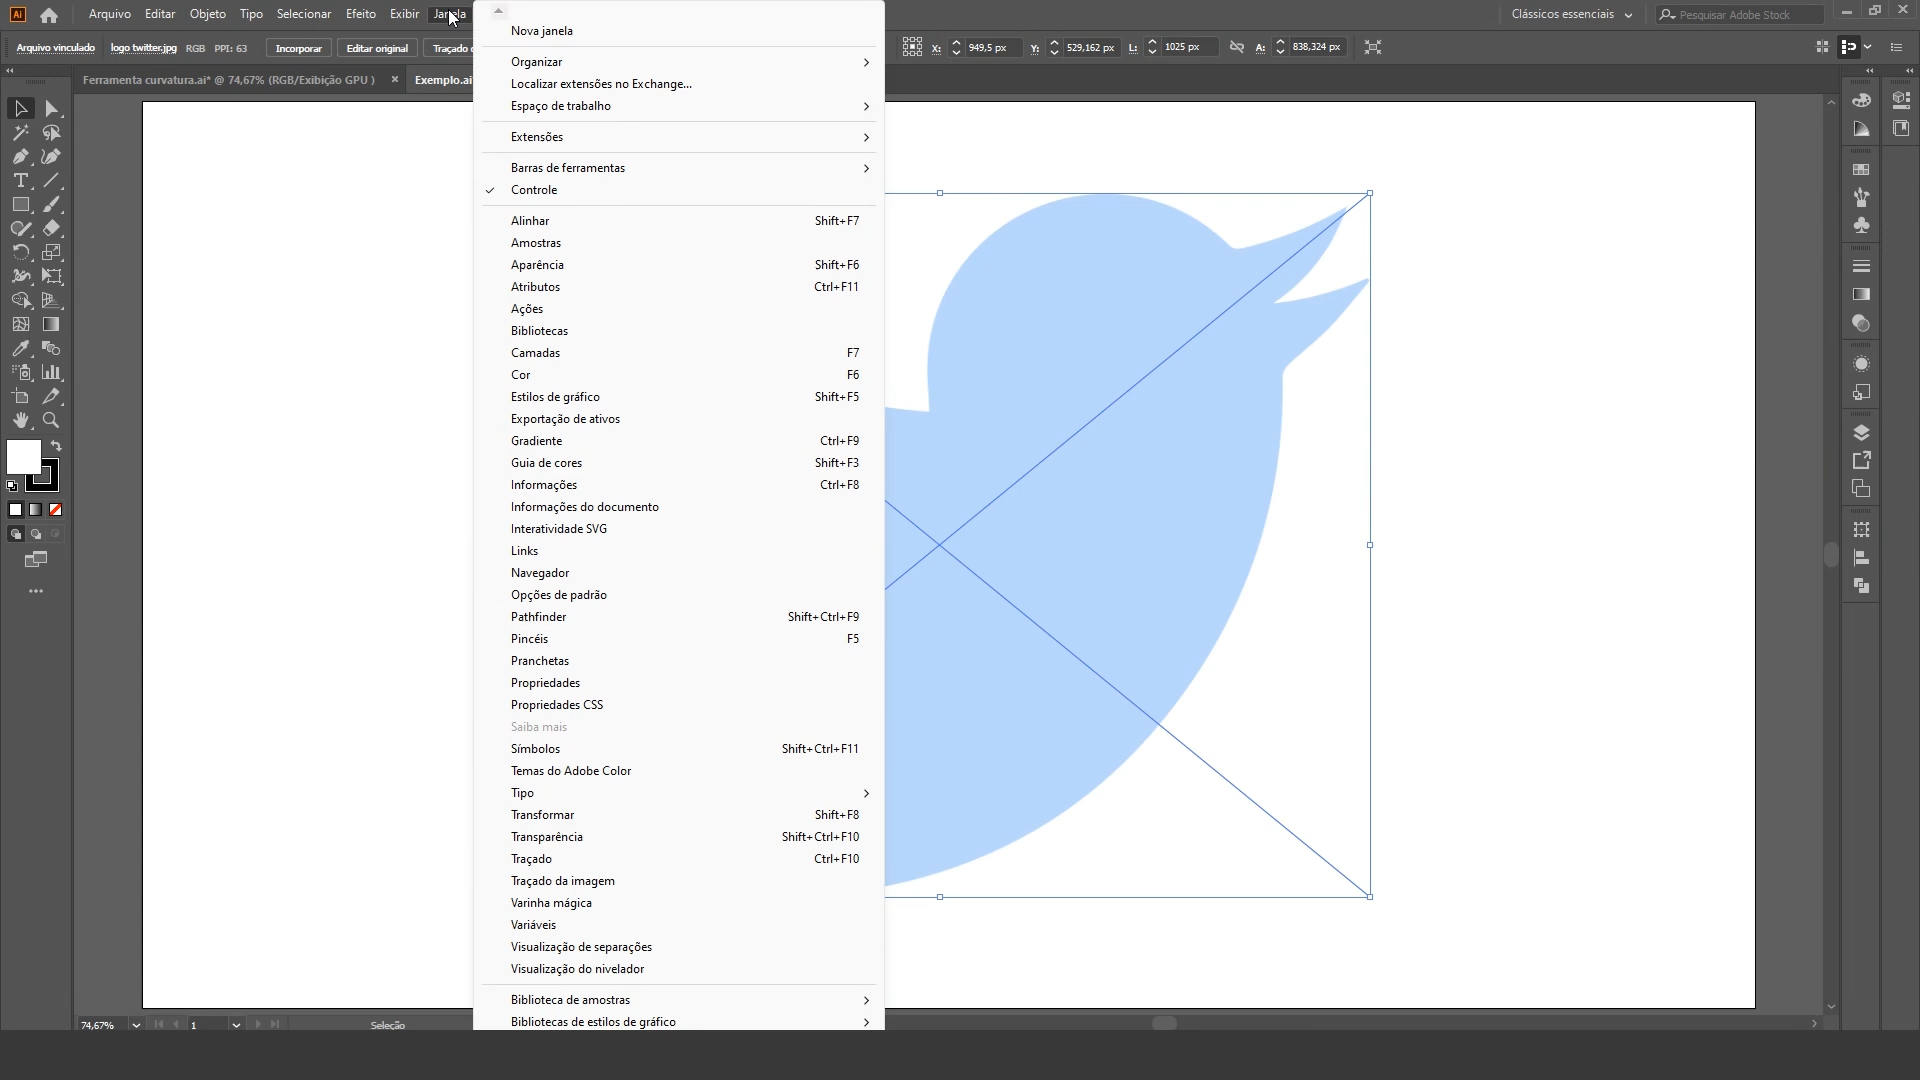 Ai Arquivo Editar Objeto Tipo Selecionar Efeito Exibir Janela Clássicos essenciais Pesquisar Adobe Stock
Arquivo vinculado logo twitter.jpg RGB PPI: 63 Incorporar Editar original X: 949,5 px Y: 529,162 px L: 1025 px A: 838,324 px
Ferramenta curvatura.ai* @ 74,67% (RGB/Exibição GPU ) × Exemplo.ai
Nova janela
Organizar
Localizar extensões no Exchange...
Espaço de trabalho
Extensões
Barras de ferramentas
Controle
Alinhar Shift+F7
Amostras
Aparência Shift+F6
Atributos Ctrl+F11
Ações
Bibliotecas
Camadas F7
Cor F6
Estilos de gráfico Shift+F5
Exportação de ativos
Gradiente Ctrl+F9
Guia de cores Shift+F3
Informações Ctrl+F8
Informações do documento
Interatividade SVG
Links
Navegador
Opções de padrão
Pathfinder Shift+Ctrl+F9
Pincéis F5
Pranchetas
Propriedades
Propriedades CSS
Saiba mais
Símbolos Shift+Ctrl+F11
Temas do Adobe Color
Tipo
Transformar Shift+F8
Transparência Shift+Ctrl+F10
Traçado Ctrl+F10
Traçado da imagem
Varinha mágica
Variáveis
Visualização de separações
Visualização do nivelador
Biblioteca de amostras
Bibliotecas de estilos de gráfico
74,67% 1 Seleção